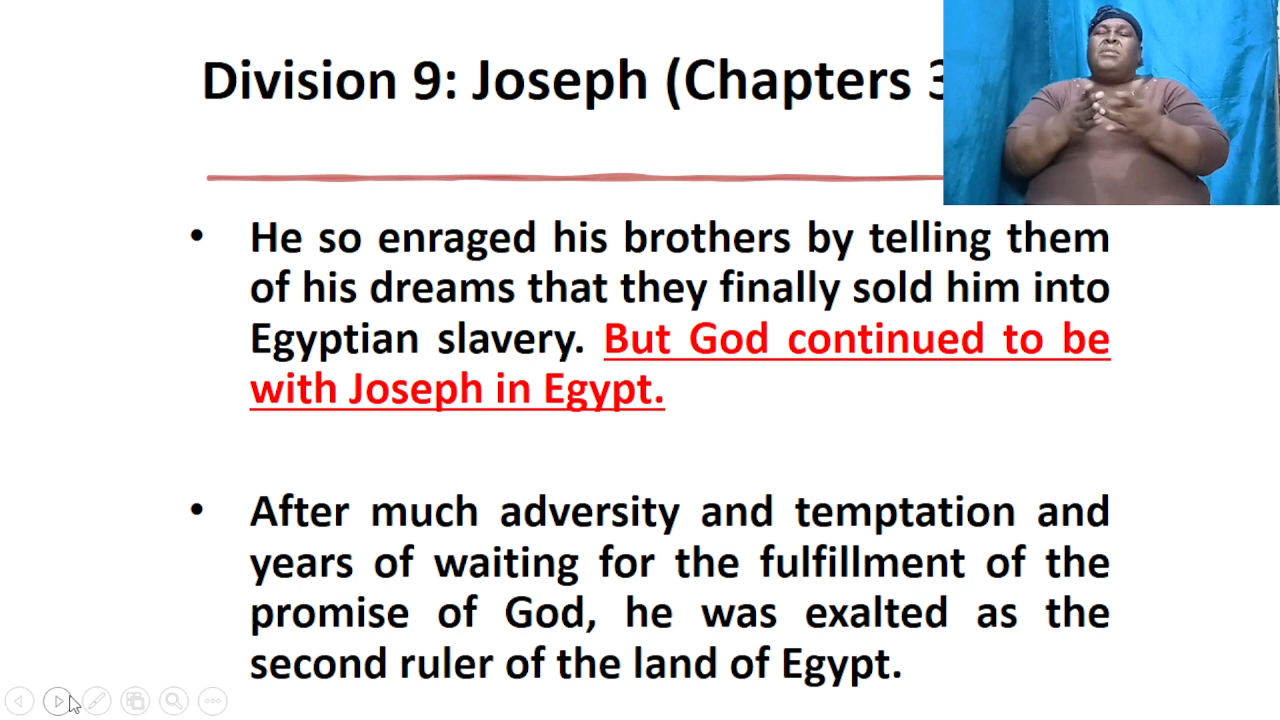 Division 9: Joseph (Chapters
He so enraged his brothers by telling them
of his dreams that they finally sold him into
Egyptian slavery. But God continued to be
with Joseph in Egypt.
After much adversity and temptation and
years of waiting for the fulfillment of the
promise of God, he was exalted as the
second ruler of the land of Egypt.